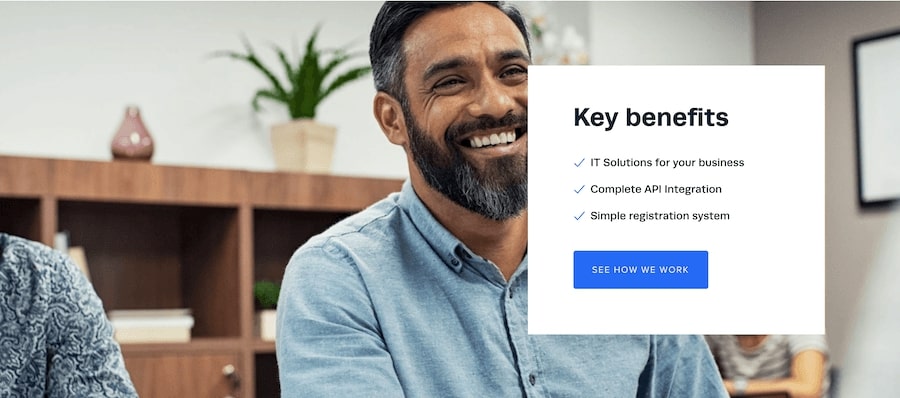 Key benefits
IT Solutions for your business
Complete API Integration
Simple registration system
SEE HOW WE WORK